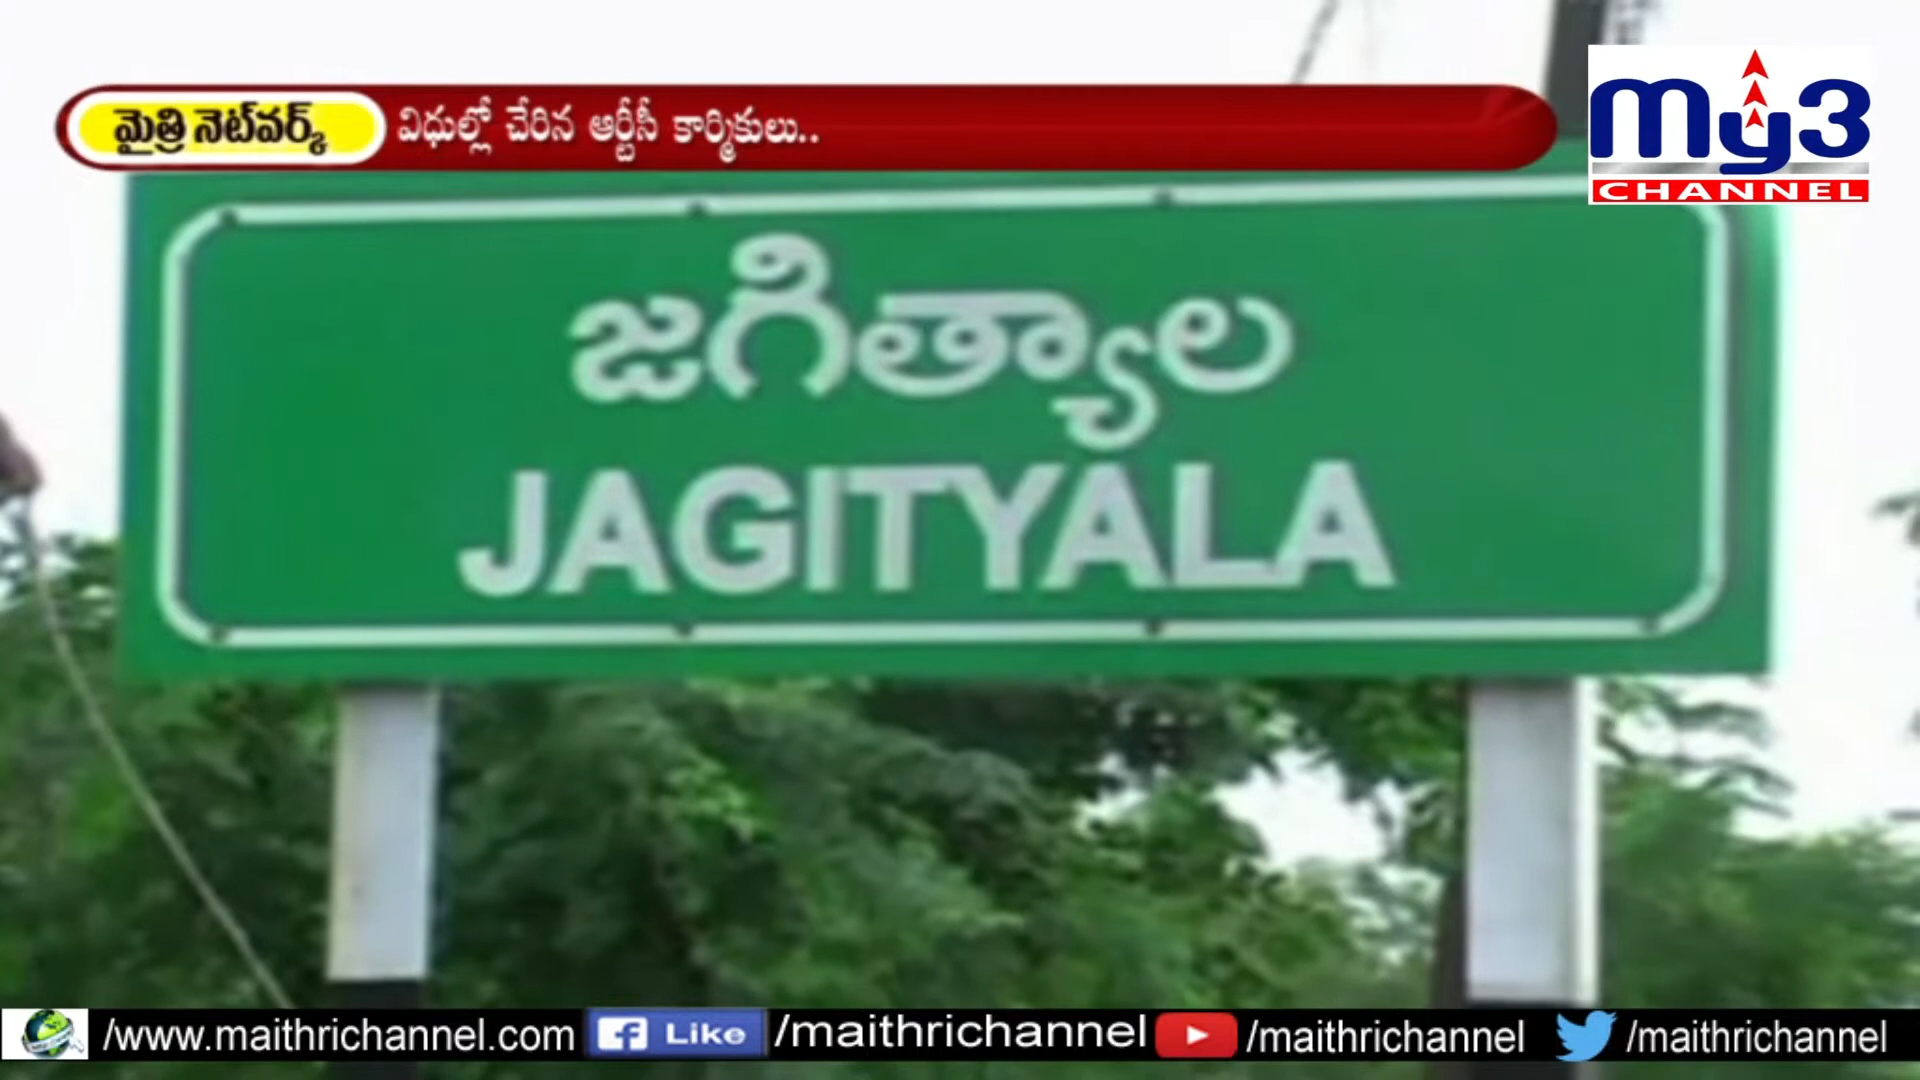 మైత్రి నెట్‌వర్క్ విధుల్లో చేరిన ఆర్టీసీ కార్మికులు..
my3
CHANNEL
జగిత్యాల
JAGITYALA
/www.maithrichannel.com Like /maithrichannel /maithrichannel /maithrichannel